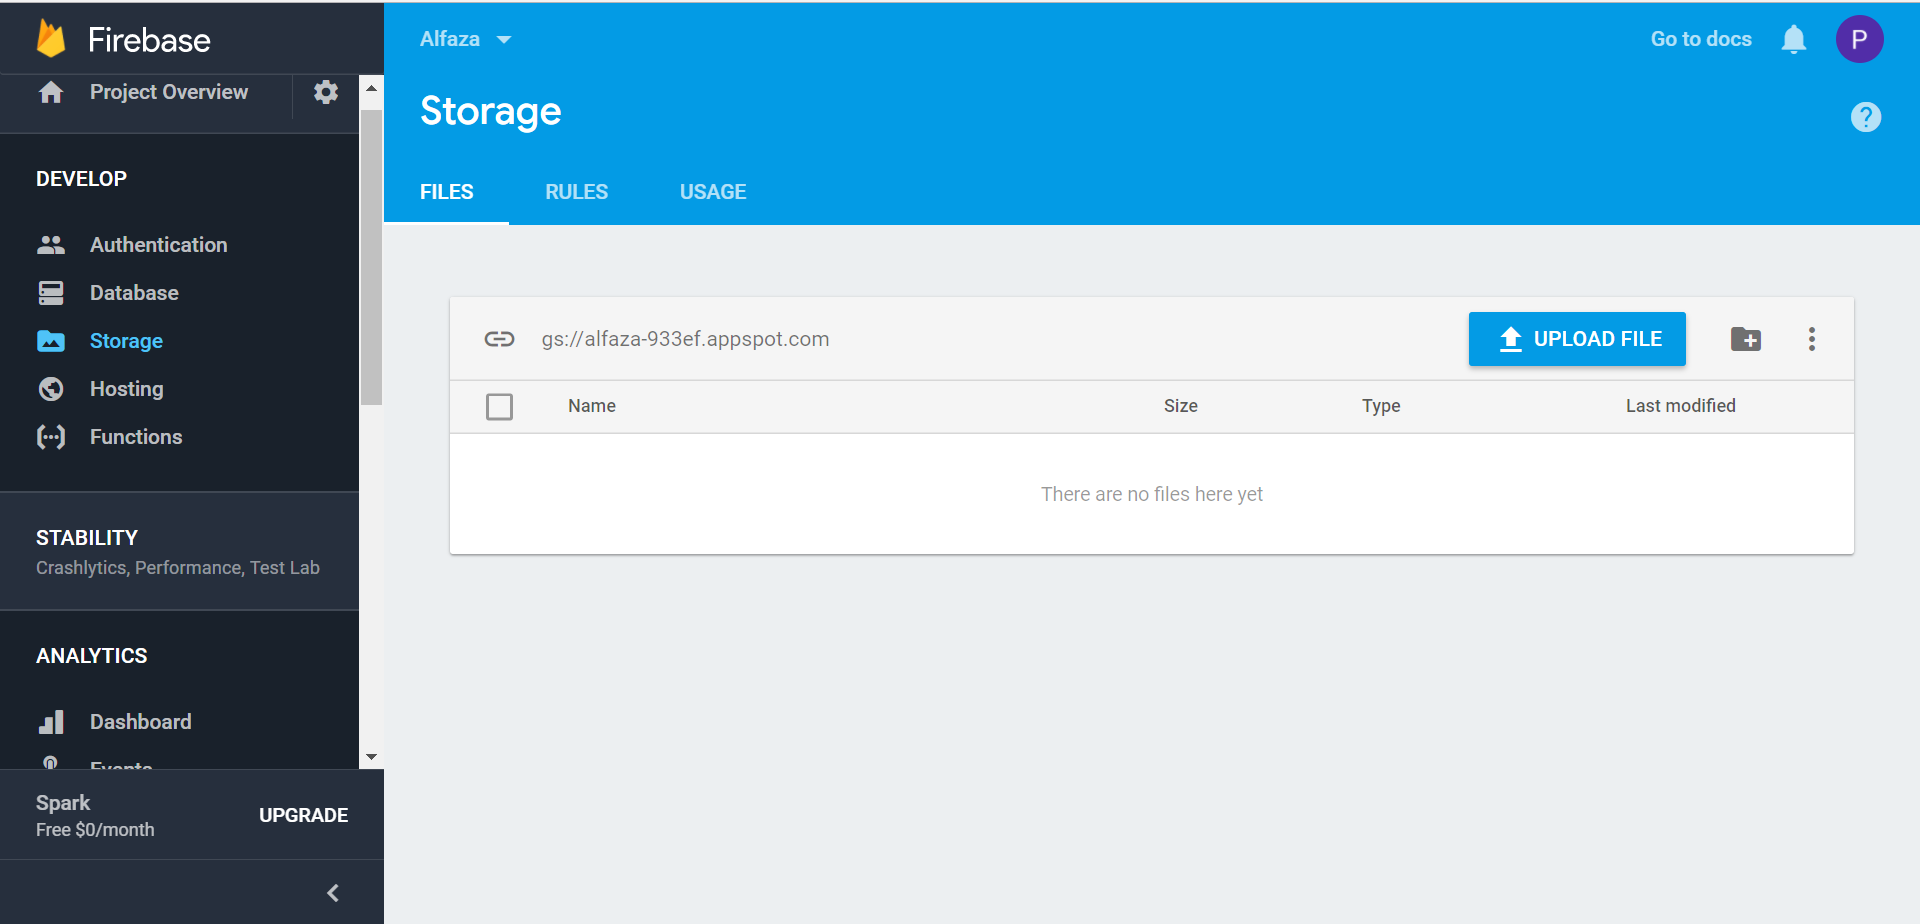 Firebase
Project Overview
DEVELOP
Authentication
Database
Storage
Hosting
Functions
STABILITY
Crashlytics, Performance, Test Lab
ANALYTICS
Dashboard
Events
Spark
Free $0/month
UPGRADE
Alfaza
Go to docs
P
Storage
?
FILES RULES USAGE
gs://alfaza-933ef.appspot.com
UPLOAD FILE
Name Size Type Last modified
There are no files here yet